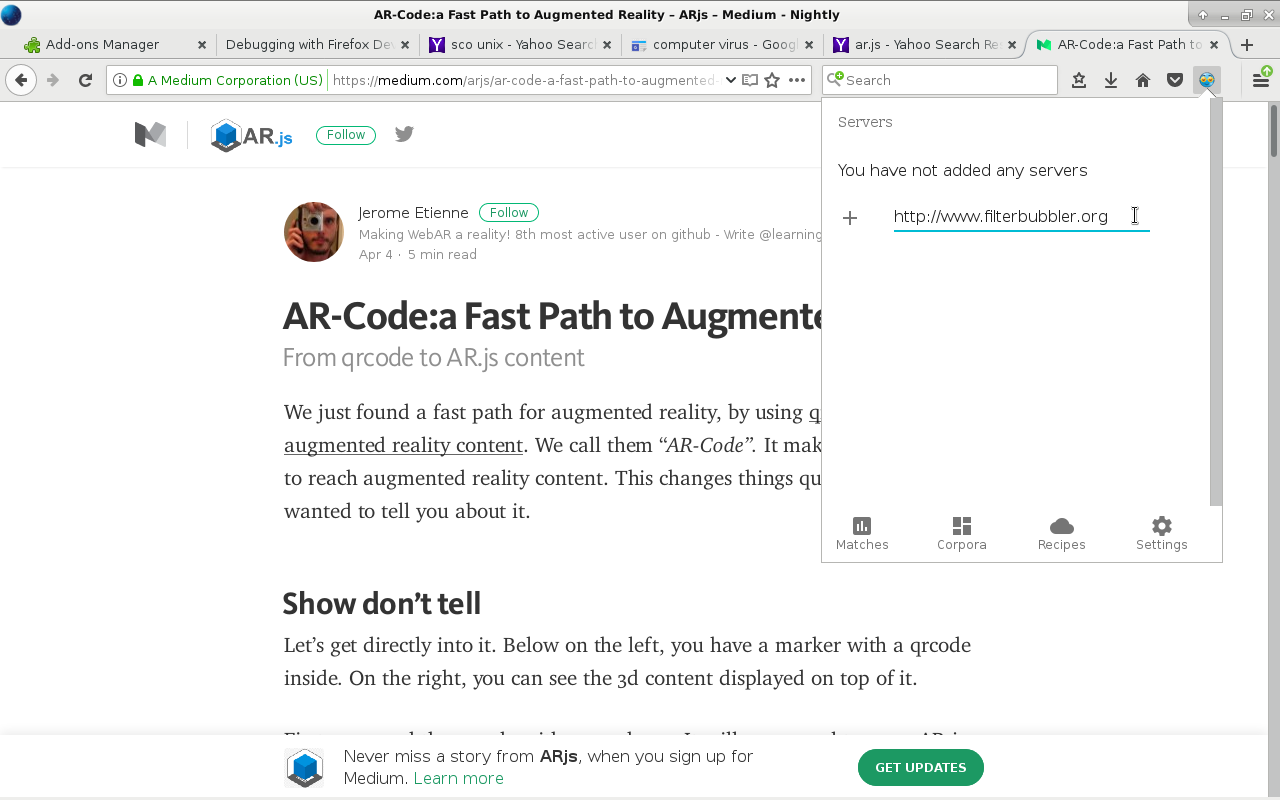 AR-Code:a Fast Path to Augmented Reality – ARjs – Medium - Nightly
Add-ons Manager
Debugging with Firefox De
sco unix - Yahoo Searc
computer virus - Goog
ar.js - Yahoo Search Re
AR-Code:a Fast Path to
A Medium Corporation (US)
https://medium.com/arjs/ar-code-a-fast-path-to-augmented-
Search
AR.js
Follow
Servers
You have not added any servers
http://www.filterbubbler.org
Matches
Corpora
Recipes
Settings
Jerome Etienne
Follow
Making WebAR a reality! 8th most active user on github - Write @learning
Apr 4 · 5 min read
AR-Code:a Fast Path to Augmente
From qrcode to AR.js content
We just found a fast path for augmented reality, by using q
augmented reality content. We call them “AR-Code”. It mak
to reach augmented reality content. This changes things qu
wanted to tell you about it.
Show don’t tell
Let’s get directly into it. Below on the left, you have a marker with a qrcode
inside. On the right, you can see the 3d content displayed on top of it.
Never miss a story from ARjs, when you sign up for
Medium. Learn more
GET UPDATES